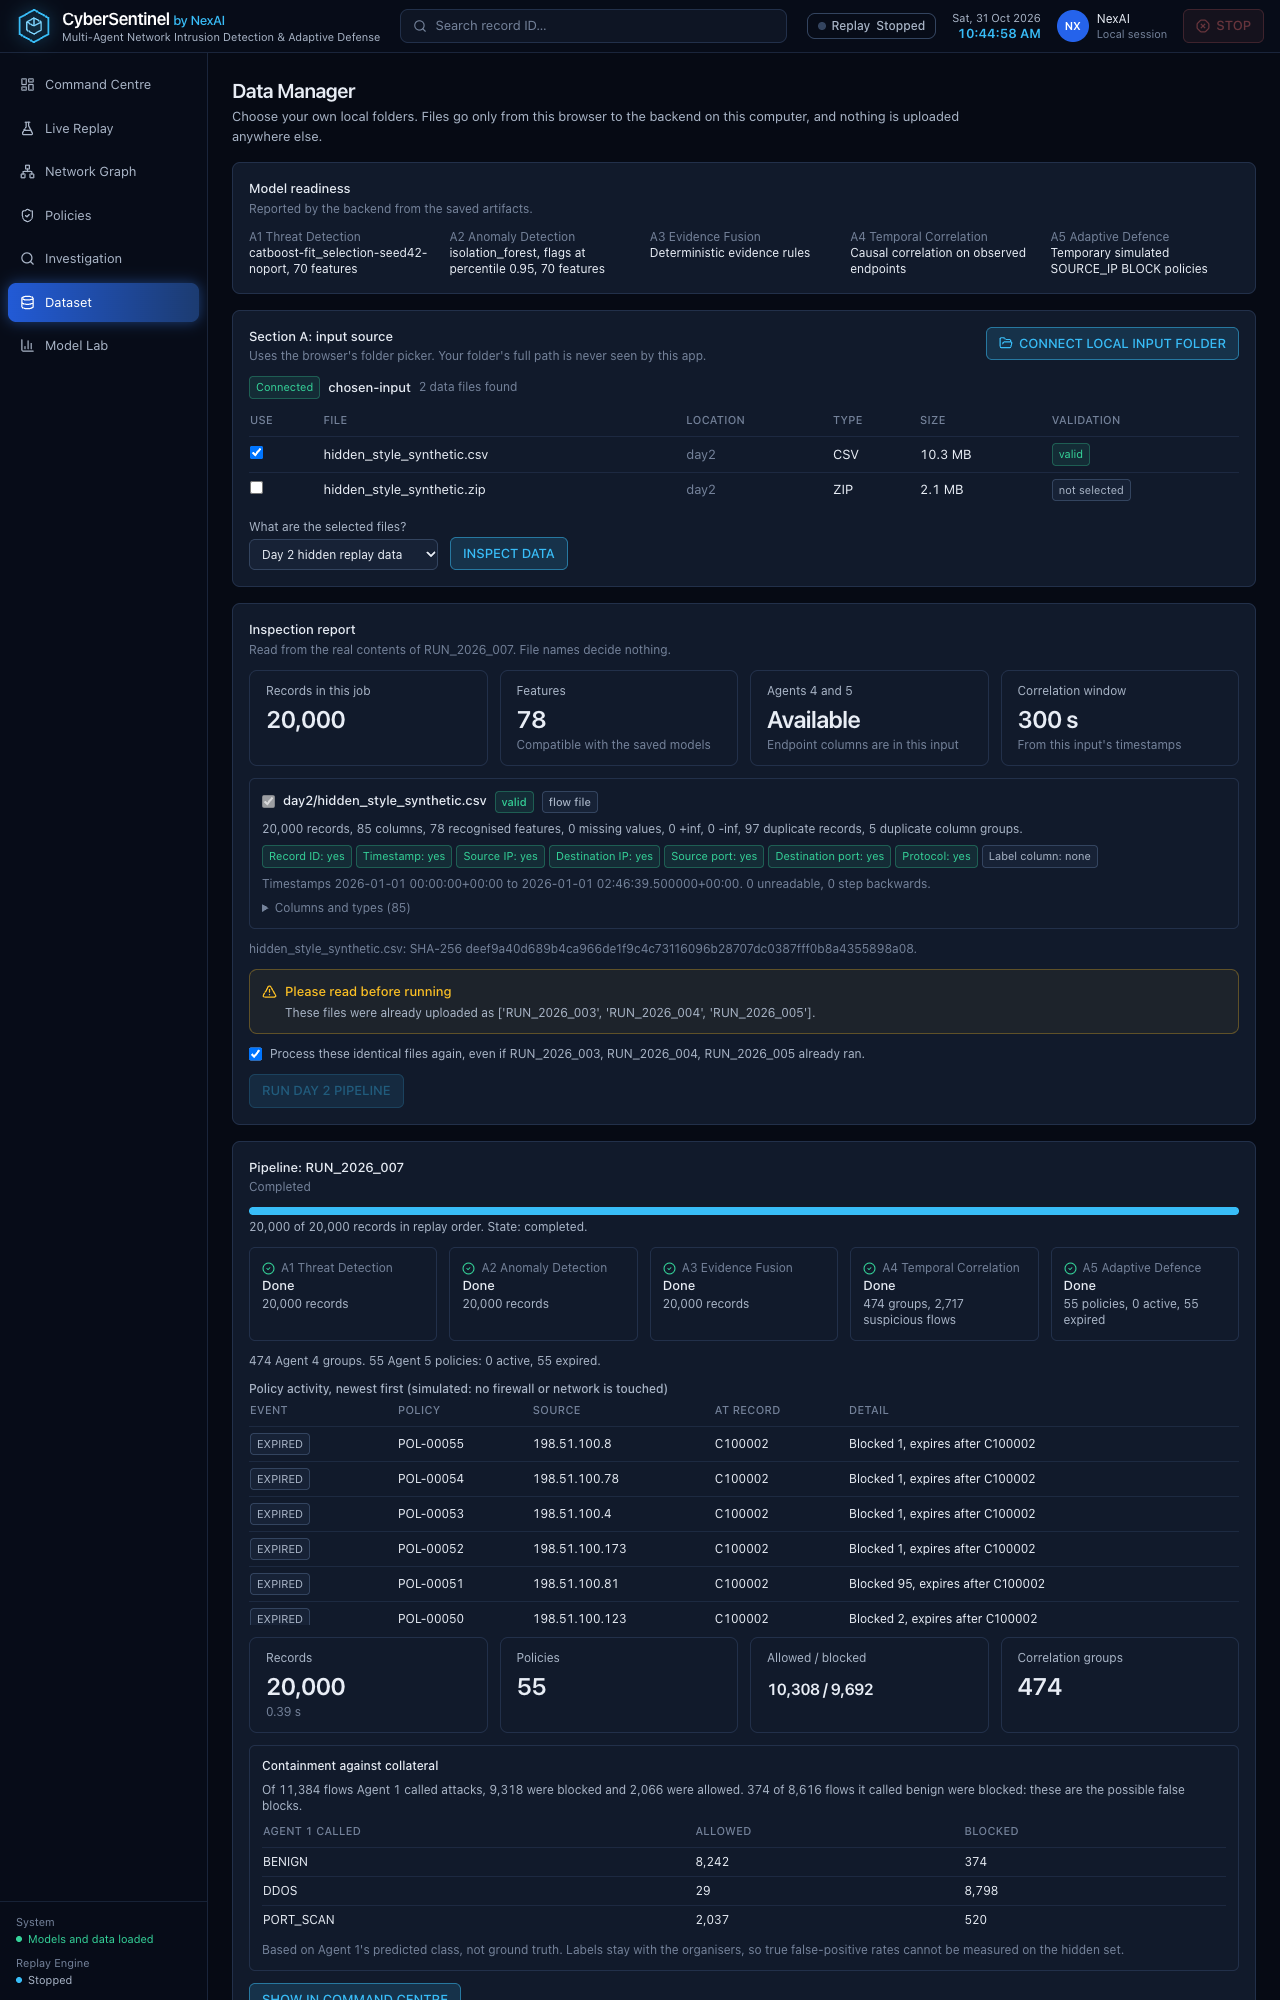 CyberSentinel by NexAI
Multi-Agent Network Intrusion Detection & Adaptive Defense
Search record ID...
Replay Stopped
Sat, 31 Oct 2026
10:44:58 AM
NX
NexAI
Local session
STOP
Command Centre
Live Replay
Network Graph
Policies
Investigation
Dataset
Model Lab
Data Manager
Choose your own local folders. Files go only from this browser to the backend on this computer, and nothing is uploaded
anywhere else.
Model readiness
Reported by the backend from the saved artifacts.
A1 Threat Detection
catboost-fit_selection-seed42-
noport, 70 features
A2 Anomaly Detection
isolation_forest, flags at
percentile 0.95, 70 features
A3 Evidence Fusion
Deterministic evidence rules
A4 Temporal Correlation
Causal correlation on observed
endpoints
A5 Adaptive Defence
Temporary simulated
SOURCE_IP BLOCK policies
Section A: input source
Uses the browser's folder picker. Your folder's full path is never seen by this app.
CONNECT LOCAL INPUT FOLDER
Connected chosen-input 2 data files found
USE FILE LOCATION TYPE SIZE VALIDATION
hidden_style_synthetic.csv day2 CSV 10.3 MB valid
hidden_style_synthetic.zip day2 ZIP 2.1 MB not selected
What are the selected files?
Day 2 hidden replay data
INSPECT DATA
Inspection report
Read from the real contents of RUN_2026_007. File names decide nothing.
Records in this job
20,000
Features
78
Compatible with the saved models
Agents 4 and 5
Available
Endpoint columns are in this input
Correlation window
300 s
From this input's timestamps
day2/hidden_style_synthetic.csv valid flow file
20,000 records, 85 columns, 78 recognised features, 0 missing values, 0 +inf, 0 -inf, 97 duplicate records, 5 duplicate column groups.
Record ID: yes Timestamp: yes Source IP: yes Destination IP: yes Source port: yes Destination port: yes Protocol: yes Label column: none
Timestamps 2026-01-01 00:00:00+00:00 to 2026-01-01 02:46:39.500000+00:00. 0 unreadable, 0 step backwards.
Columns and types (85)
hidden_style_synthetic.csv: SHA-256 deef9a40d689b4ca966de1f9c4c73116096b28707dc0387fff0b8a4355898a08.
Please read before running
These files were already uploaded as ['RUN_2026_003', 'RUN_2026_004', 'RUN_2026_005'].
Process these identical files again, even if RUN_2026_003, RUN_2026_004, RUN_2026_005 already ran.
RUN DAY 2 PIPELINE
Pipeline: RUN_2026_007
Completed
20,000 of 20,000 records in replay order. State: completed.
A1 Threat Detection
Done
20,000 records
A2 Anomaly Detection
Done
20,000 records
A3 Evidence Fusion
Done
20,000 records
A4 Temporal Correlation
Done
474 groups, 2,717
suspicious flows
A5 Adaptive Defence
Done
55 policies, 0 active, 55
expired
474 Agent 4 groups. 55 Agent 5 policies: 0 active, 55 expired.
Policy activity, newest first (simulated: no firewall or network is touched)
EVENT POLICY SOURCE AT RECORD DETAIL
EXPIRED POL-00055 198.51.100.8 C100002 Blocked 1, expires after C100002
EXPIRED POL-00054 198.51.100.78 C100002 Blocked 1, expires after C100002
EXPIRED POL-00053 198.51.100.4 C100002 Blocked 1, expires after C100002
EXPIRED POL-00052 198.51.100.173 C100002 Blocked 1, expires after C100002
EXPIRED POL-00051 198.51.100.81 C100002 Blocked 95, expires after C100002
EXPIRED POL-00050 198.51.100.123 C100002 Blocked 2, expires after C100002
Records
20,000
0.39 s
Policies
55
Allowed / blocked
10,308 / 9,692
Correlation groups
474
Containment against collateral
Of 11,384 flows Agent 1 called attacks, 9,318 were blocked and 2,066 were allowed. 374 of 8,616 flows it called benign were blocked: these are the possible false
blocks.
AGENT 1 CALLED ALLOWED BLOCKED
BENIGN 8,242 374
DDOS 29 8,798
PORT_SCAN 2,037 520
Based on Agent 1's predicted class, not ground truth. Labels stay with the organisers, so true false-positive rates cannot be measured on the hidden set.
SHOW IN COMMAND CENTRE
System
Models and data loaded
Replay Engine
Stopped